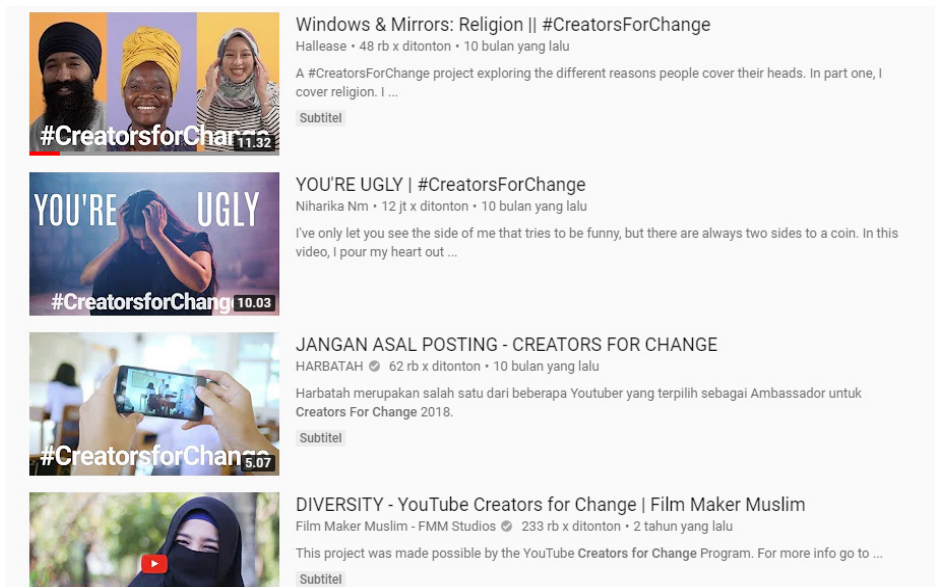 Windows & Mirrors: Religion || #CreatorsForChange
Hallease • 48 rb x ditonton • 10 bulan yang lalu
A #CreatorsForChange project exploring the different reasons people cover their heads. In part one, I
cover religion. I ...
Subtitel
#CreatorsforChange
11.32
YOU'RE UGLY | #CreatorsForChange
Niharika Nm • 12 jt x ditonton • 10 bulan yang lalu
I've only let you see the side of me that tries to be funny, but there are always two sides to a coin. In this
video, I pour my heart out ...
YOU'RE UGLY
#CreatorsforChang
10.03
JANGAN ASAL POSTING - CREATORS FOR CHANGE
HARBATAH 62 rb x ditonton • 10 bulan yang lalu
Harbatah merupakan salah satu dari beberapa Youtuber yang terpilih sebagai Ambassador untuk
Creators For Change 2018.
Subtitel
#CreatorsforChange
5.07
DIVERSITY - YouTube Creators for Change | Film Maker Muslim
Film Maker Muslim - FMM Studios 233 rb x ditonton • 2 tahun yang lalu
This project was made possible by the YouTube Creators for Change Program. For more info go to ...
Subtitel